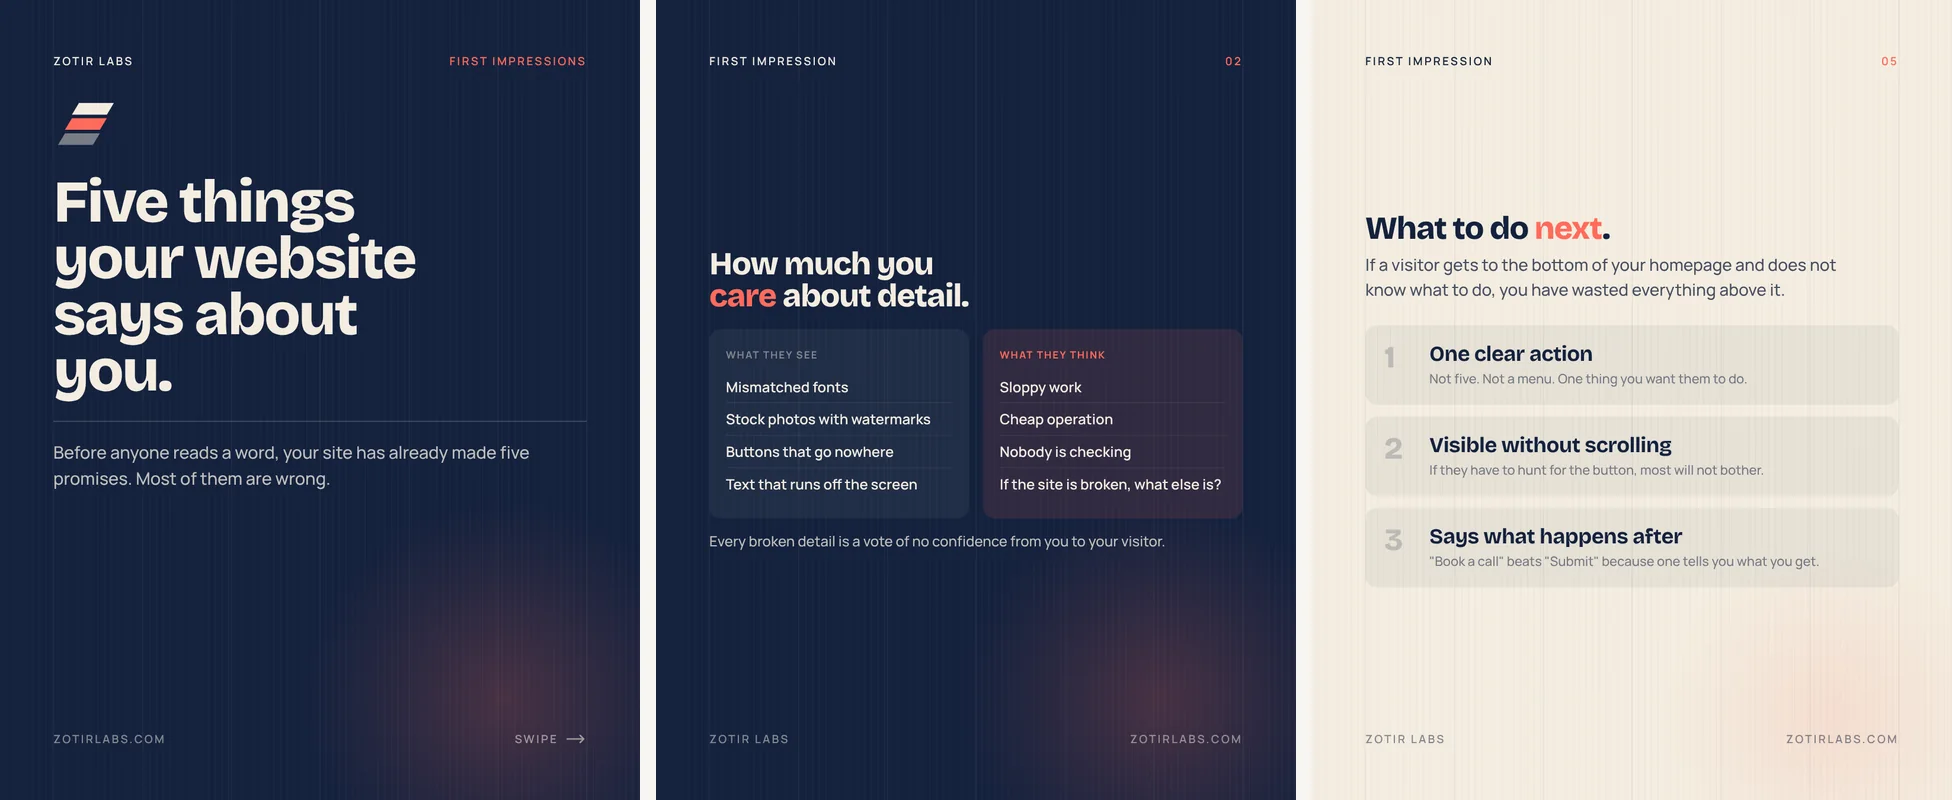 ZOTIR LABS
FIRST IMPRESSIONS
Five things
your website
says about
you.
Before anyone reads a word, your site has already made five
promises. Most of them are wrong.
ZOTIRLABS.COM
SWIPE →
FIRST IMPRESSION
02
How much you
care about detail.
WHAT THEY SEE
Mismatched fonts
Stock photos with watermarks
Buttons that go nowhere
Text that runs off the screen
WHAT THEY THINK
Sloppy work
Cheap operation
Nobody is checking
If the site is broken, what else is?
Every broken detail is a vote of no confidence from you to your visitor.
ZOTIR LABS
ZOTIRLABS.COM
FIRST IMPRESSION
05
What to do next.
If a visitor gets to the bottom of your homepage and does not
know what to do, you have wasted everything above it.
1
One clear action
Not five. Not a menu. One thing you want them to do.
2
Visible without scrolling
If they have to hunt for the button, most will not bother.
3
Says what happens after
"Book a call" beats "Submit" because one tells you what you get.
ZOTIR LABS
ZOTIRLABS.COM